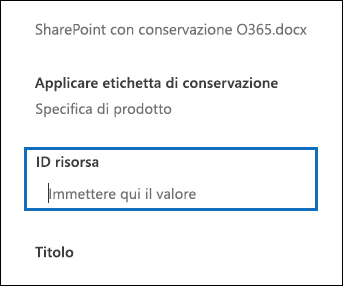 SharePoint con conservazione O365.docx
Applicare etichetta di conservazione
Specifica di prodotto
ID risorsa
Immettere qui il valore
Titolo